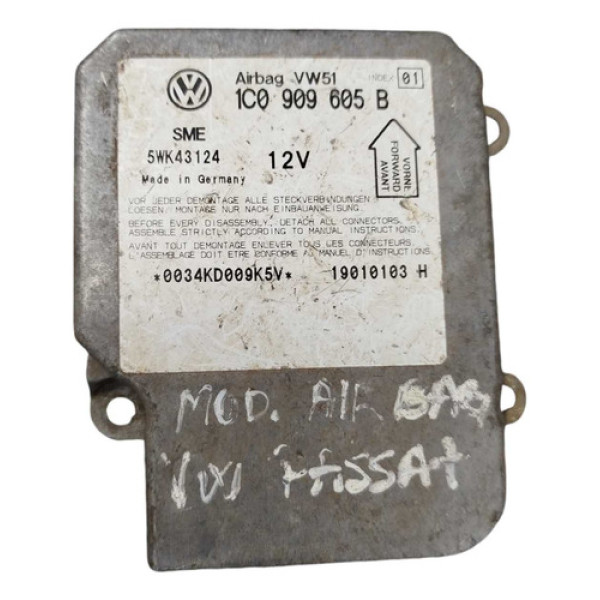 Airbag VW51 INDEX 01
1C0 909 605 B
SME
5WK43124 12V
Made in Germany
VORNE
FORWARD
AVANT
VOR JEDER DEMONTAGE ALLE STECKVERBINDUNGEN
LOESEN: MONTAGE NUR NACH EINBAUANWEISUNG.
BEFORE EVERY DISASSEMBLY, DETACH ALL CONNECTORS.
ASSEMBLE STRICTLY ACCORDING TO MANUAL INSTRUCTIONS.
AVANT TOUT DEMONTAGE ENLEVER TOUS LES CONNECTEURS.
L'ASSEMBLAGE DOIT ETRE CONFORME AU MANUEL D'INSTRUCTIONS
*0034KD009K5V* 19010103 H
MOD. AIR BAG
VW PASSAT